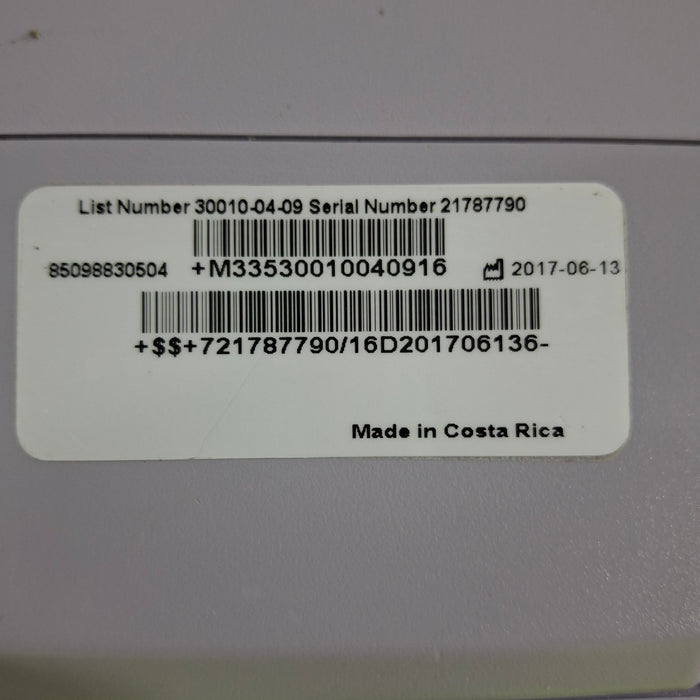 List Number 30010-04-09 Serial Number 21787790
85098830504 +M33530010040916 2017-06-13
+$$+721787790/16D201706136-
Made in Costa Rica